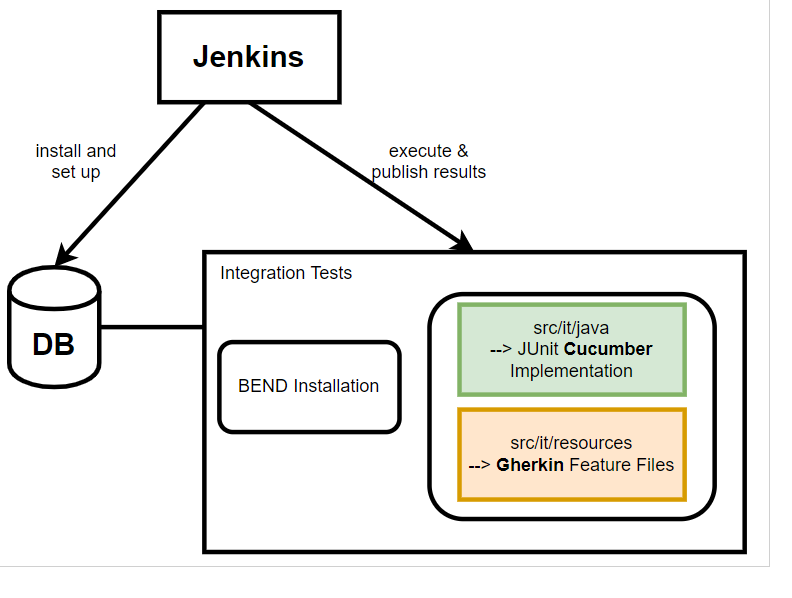 Jenkins
install and
set up
execute &
publish results
DB
Integration Tests
BEND Installation
src/it/java
--> JUnit Cucumber
Implementation
src/it/resources
--> Gherkin Feature Files